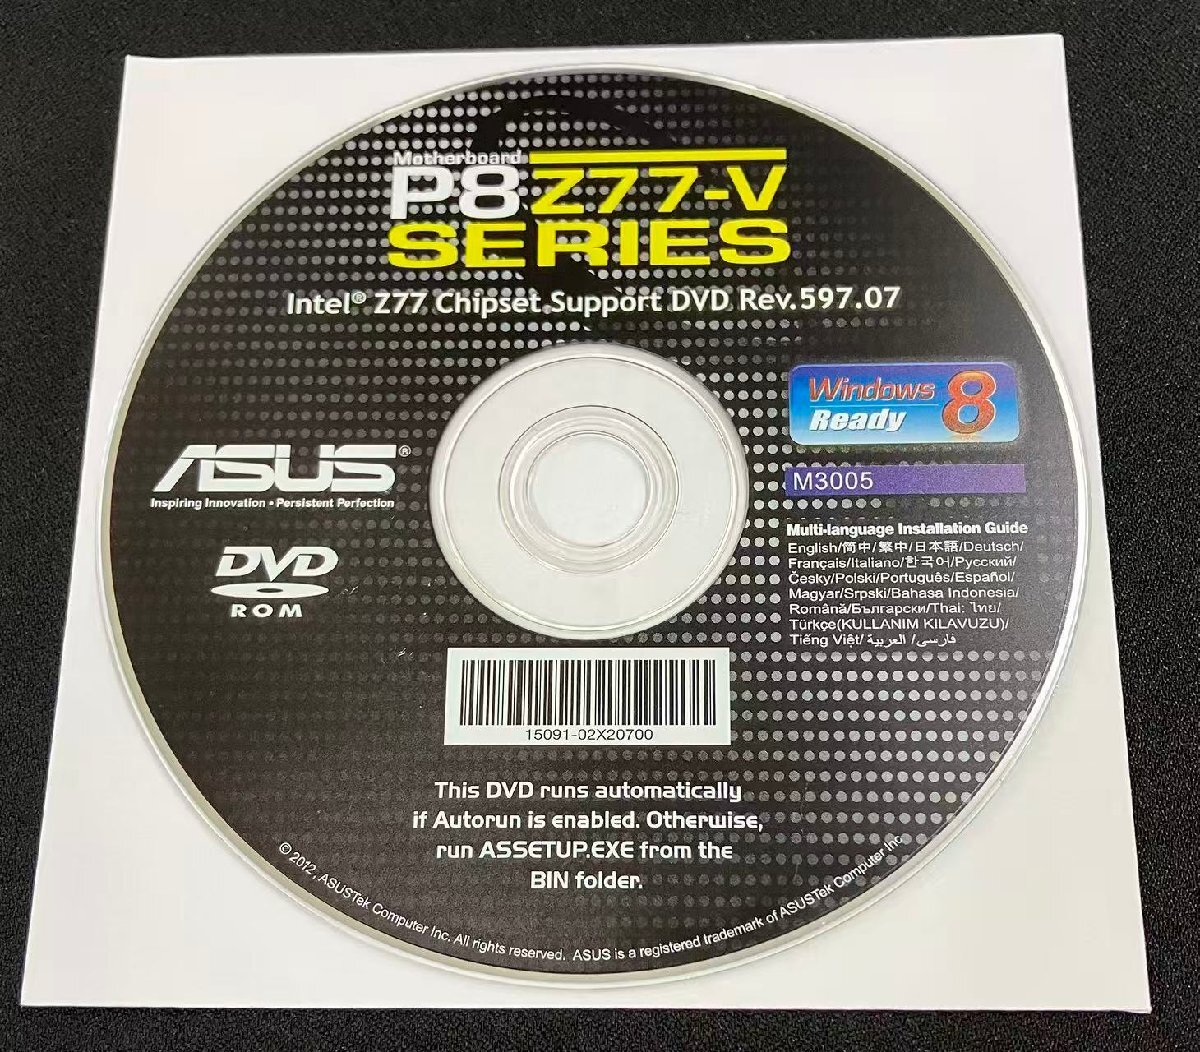 Motherboard
P8Z77-V
SERIES
Intel® Z77 Chipset Support DVD Rev.597.07
Windows 8
Ready
ASUS®
Inspiring Innovation • Persistent Perfection
M3005
DVD
ROM
Multi-language Installation Guide
English/简中/繁中/日本語/Deutsch/
Français/Italiano/한국어/Русский/
Česky/Polski/Português/Español/
Magyar/Srpski/Bahasa Indonesia/
Română/Български/Thai: ไทย/
Türkçe(KULLANIM KILAVUZU)/
Tiếng Việt/ العربية/ فارسی
15091-02X20700
This DVD runs automatically
if Autorun is enabled. Otherwise,
run ASSETUP.EXE from the
BIN folder.
© 2012, ASUSTek Computer Inc. All rights reserved. ASUS is a registered trademark of ASUSTek Computer Inc.